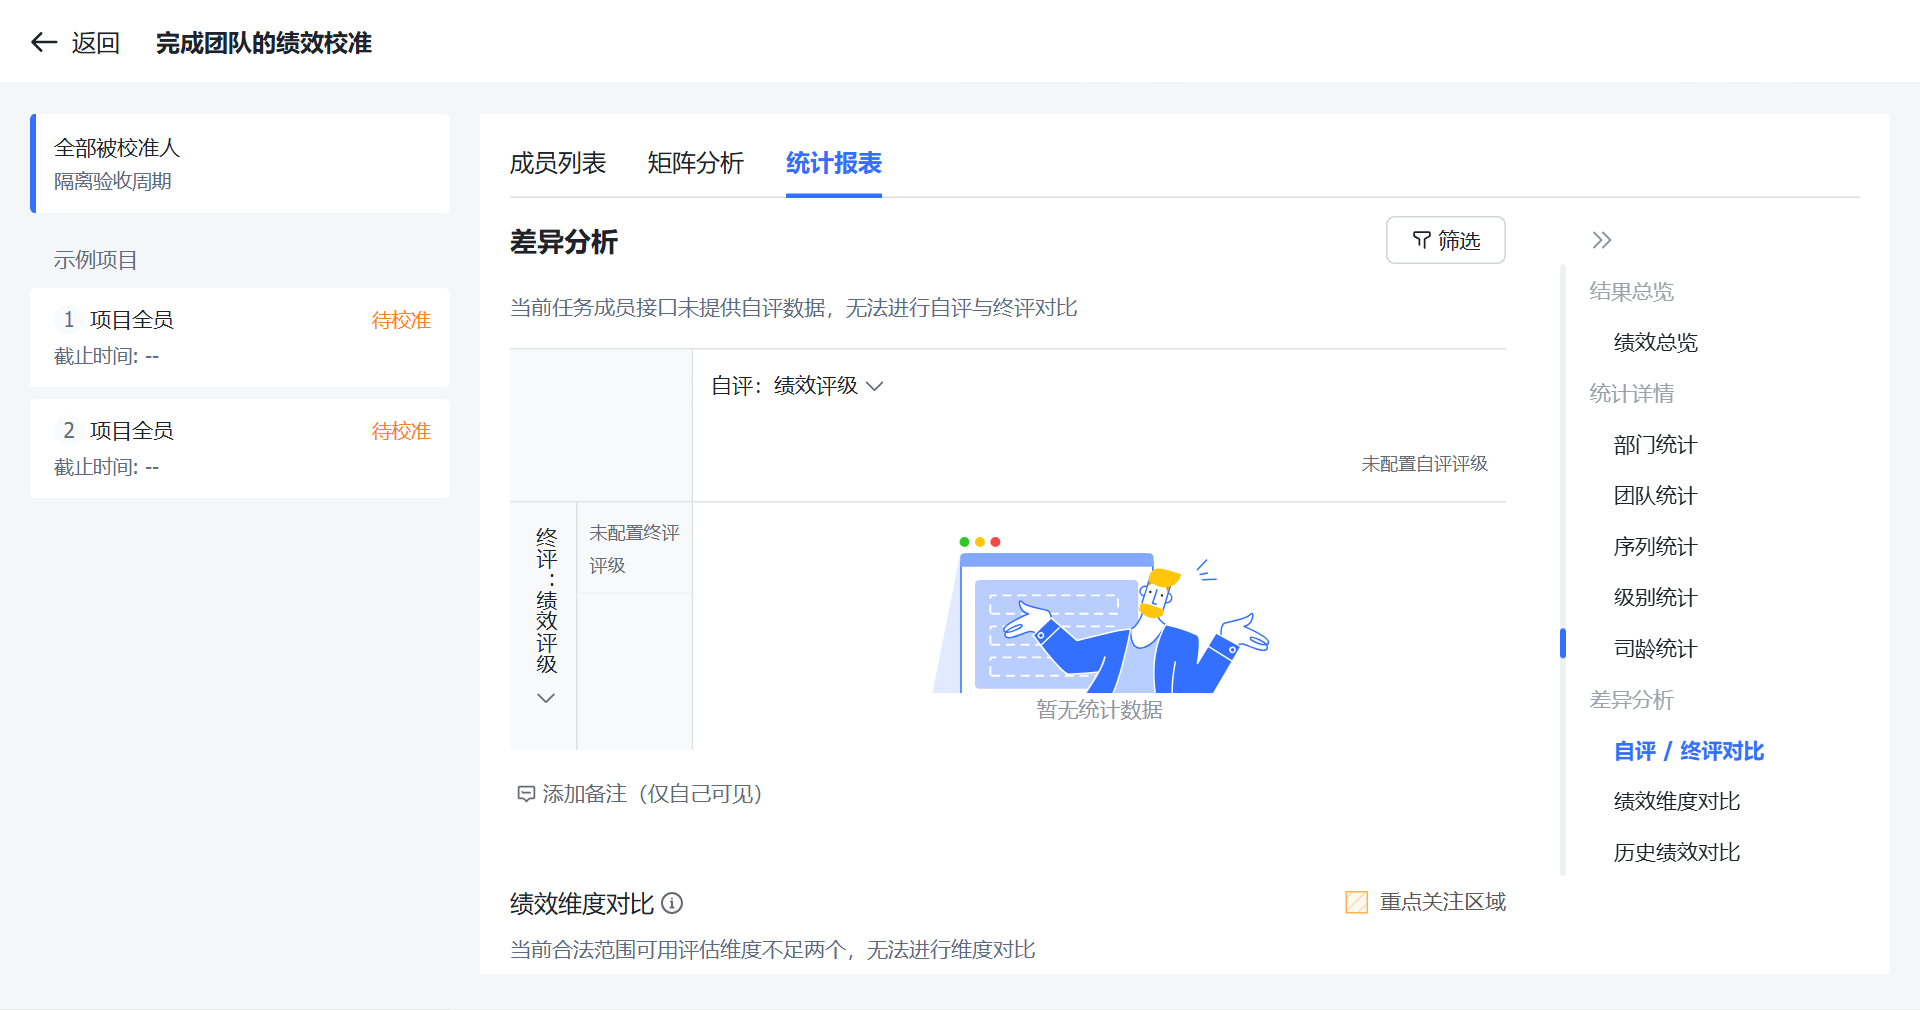 返回
完成团队的绩效校准
全部被校准人
隔离验收周期
示例项目
1 项目全员 待校准
截止时间: --
2 项目全员 待校准
截止时间: --
成员列表 矩阵分析 统计报表
差异分析
筛选
当前任务成员接口未提供自评数据，无法进行自评与终评对比
自评：绩效评级
未配置自评评级
终评：绩效评级
未配置终评
评级
暂无统计数据
添加备注（仅自己可见）
绩效维度对比
重点关注区域
当前合法范围可用评估维度不足两个，无法进行维度对比
结果总览
绩效总览
统计详情
部门统计
团队统计
序列统计
级别统计
司龄统计
差异分析
自评 / 终评对比
绩效维度对比
历史绩效对比